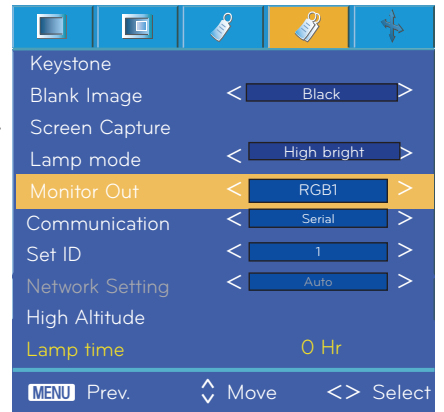 Keystone
Blank Image < Black >
Screen Capture
Lamp mode < High bright >
Monitor Out < RGB1 >
Communication < Serial >
Set ID < 1 >
Network Setting < Auto >
High Altitude
Lamp time 0 Hr
MENU Prev. Move <> Select